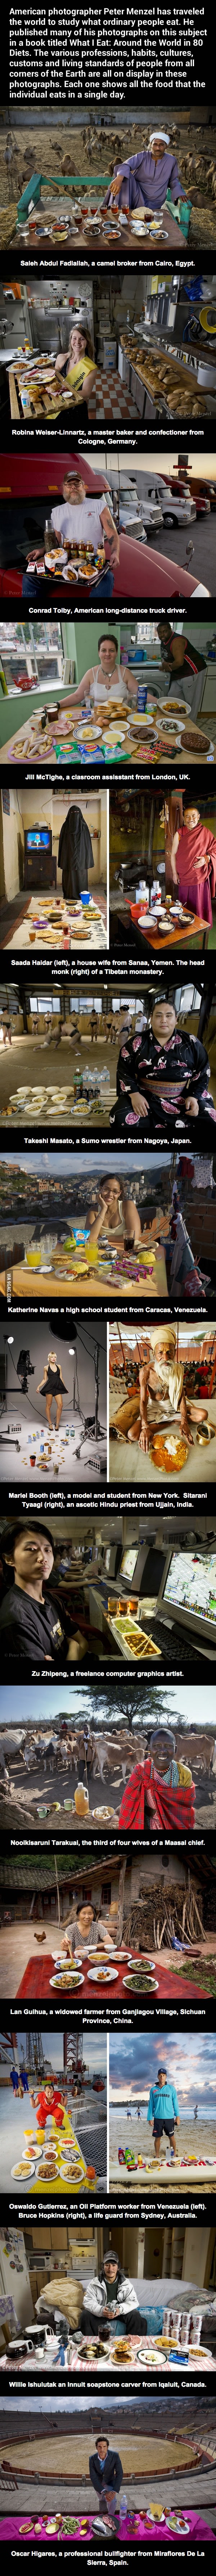 American photographer Peter Menzel has traveled
the world to study what ordinary people eat. He
published many of his photographs on this subject
in a book titled What I Eat: Around the World in 80
Diets. The various professions, habits, cultures,
customs and living standards of people from all
corners of the Earth are all on display in these
photographs. Each one shows all the food that the
individual eats in a single day.
Saleh Abdul Fadlallah, a camel broker from Cairo, Egypt.
Robina Weiser-Linnartz, a master baker and confectioner from
Cologne, Germany.
Conrad Tolby, American long-distance truck driver.
Jill McTighe, a classroom assisstant from London, UK.
Saada Haidar (left), a house wife from Sanaa, Yemen. The head
monk (right) of a Tibetan monastery.
Takeshi Masato, a Sumo wrestler from Nagoya, Japan.
VIA 9GAG.COM
Katherine Navas a high school student from Caracas, Venezuela.
Mariel Booth (left), a model and student from New York. Sitarani
Tyaagi (right), an ascetic Hindu priest from Ujjain, India.
© Peter Menzel
Zu Zhipeng, a freelance computer graphics artist.
Noolkisaruni Tarakuai, the third of four wives of a Maasai chief.
Lan Guihua, a widowed farmer from Ganjiagou Village, Sichuan
Province, China.
Oswaldo Gutierrez, an Oil Platform worker from Venezuela (left).
Bruce Hopkins (right), a life guard from Sydney, Australia.
Willie Ishulutak an Innuit soapstone carver from Iqaluit, Canada.
Oscar Higares, a professional bullfighter from Miraflores De La
Sierra, Spain.